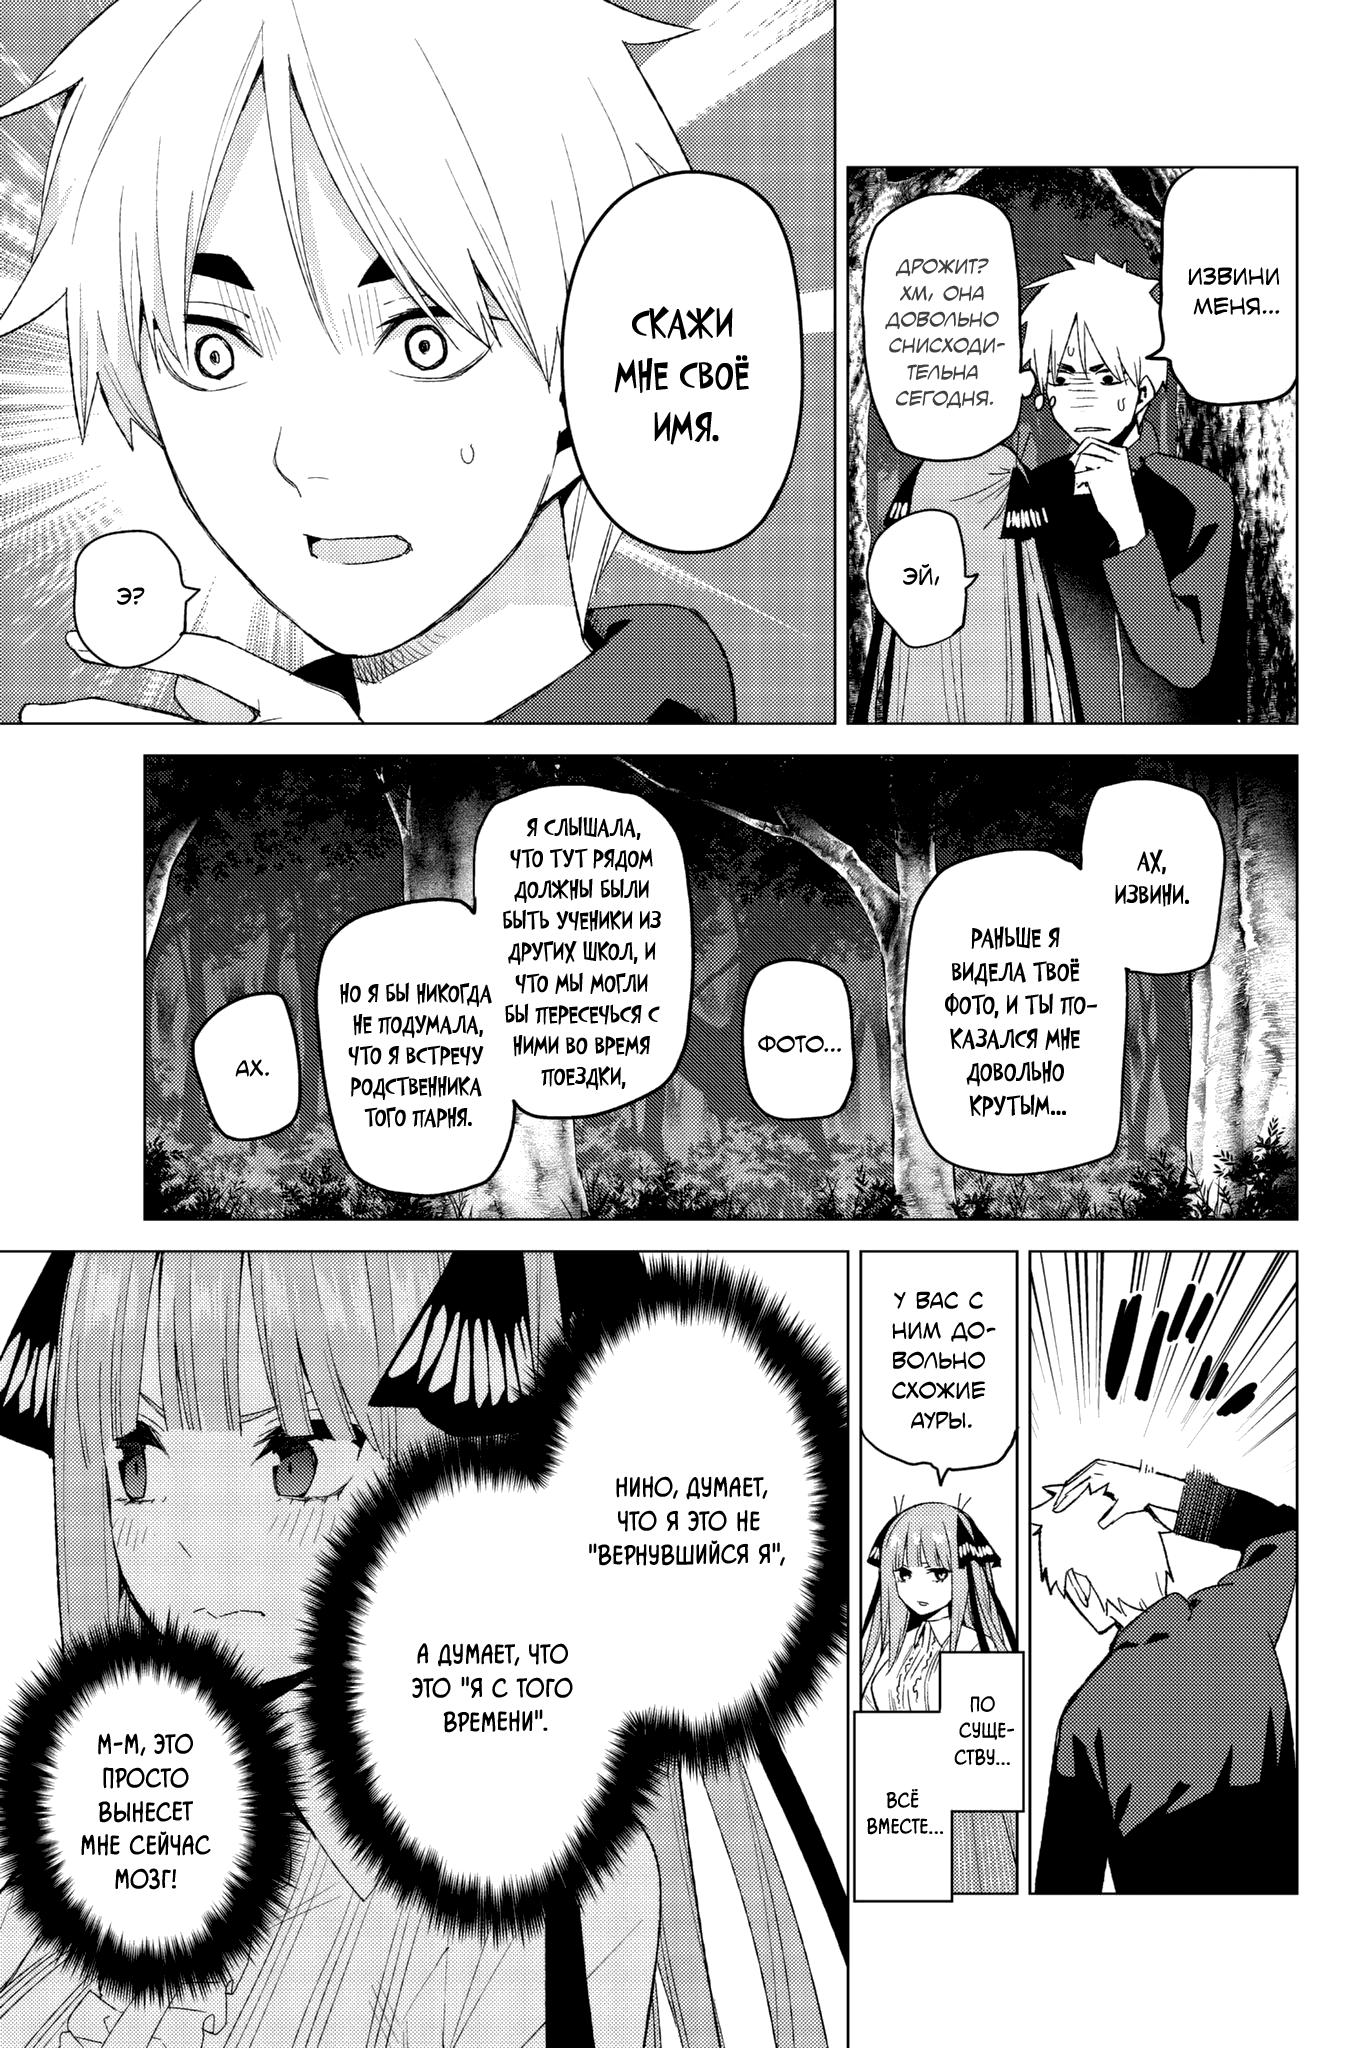 ИЗВИНИ
МЕНЯ...
ДРОЖИТ?
ХМ, ОНА
ДОВОЛЬНО
СНИСХОДИ-
ТЕЛЬНА
СЕГОДНЯ.
ЭЙ,
СКАЖИ
МНЕ СВОЁ
ИМЯ.
Э?
АХ,
ИЗВИНИ.
РАНЬШЕ Я
ВИДЕЛА ТВОЁ
ФОТО, И ТЫ ПО-
КАЗАЛСЯ МНЕ
ДОВОЛЬНО
КРУТЫМ...
ФОТО...
Я СЛЫШАЛА,
ЧТО ТУТ РЯДОМ
ДОЛЖНЫ БЫЛИ
БЫТЬ УЧЕНИКИ ИЗ
ДРУГИХ ШКОЛ, И
ЧТО МЫ МОГЛИ
БЫ ПЕРЕСЕЧЬСЯ С
НИМИ ВО ВРЕМЯ
ПОЕЗДКИ,
НО Я БЫ НИКОГДА
НЕ ПОДУМАЛА,
ЧТО Я ВСТРЕЧУ
РОДСТВЕННИКА
ТОГО ПАРНЯ.
АХ.
У ВАС С
НИМ ДО-
ВОЛЬНО
СХОЖИЕ
АУРЫ.
ПО
СУЩЕ-
СТВУ...
ВСЁ
ВМЕСТЕ...
НИНО, ДУМАЕТ,
ЧТО Я ЭТО НЕ
"ВЕРНУВШИЙСЯ Я",
А ДУМАЕТ, ЧТО
ЭТО "Я С ТОГО
ВРЕМЕНИ".
М-М, ЭТО
ПРОСТО
ВЫНЕСЕТ
МНЕ СЕЙЧАС
МОЗГ!